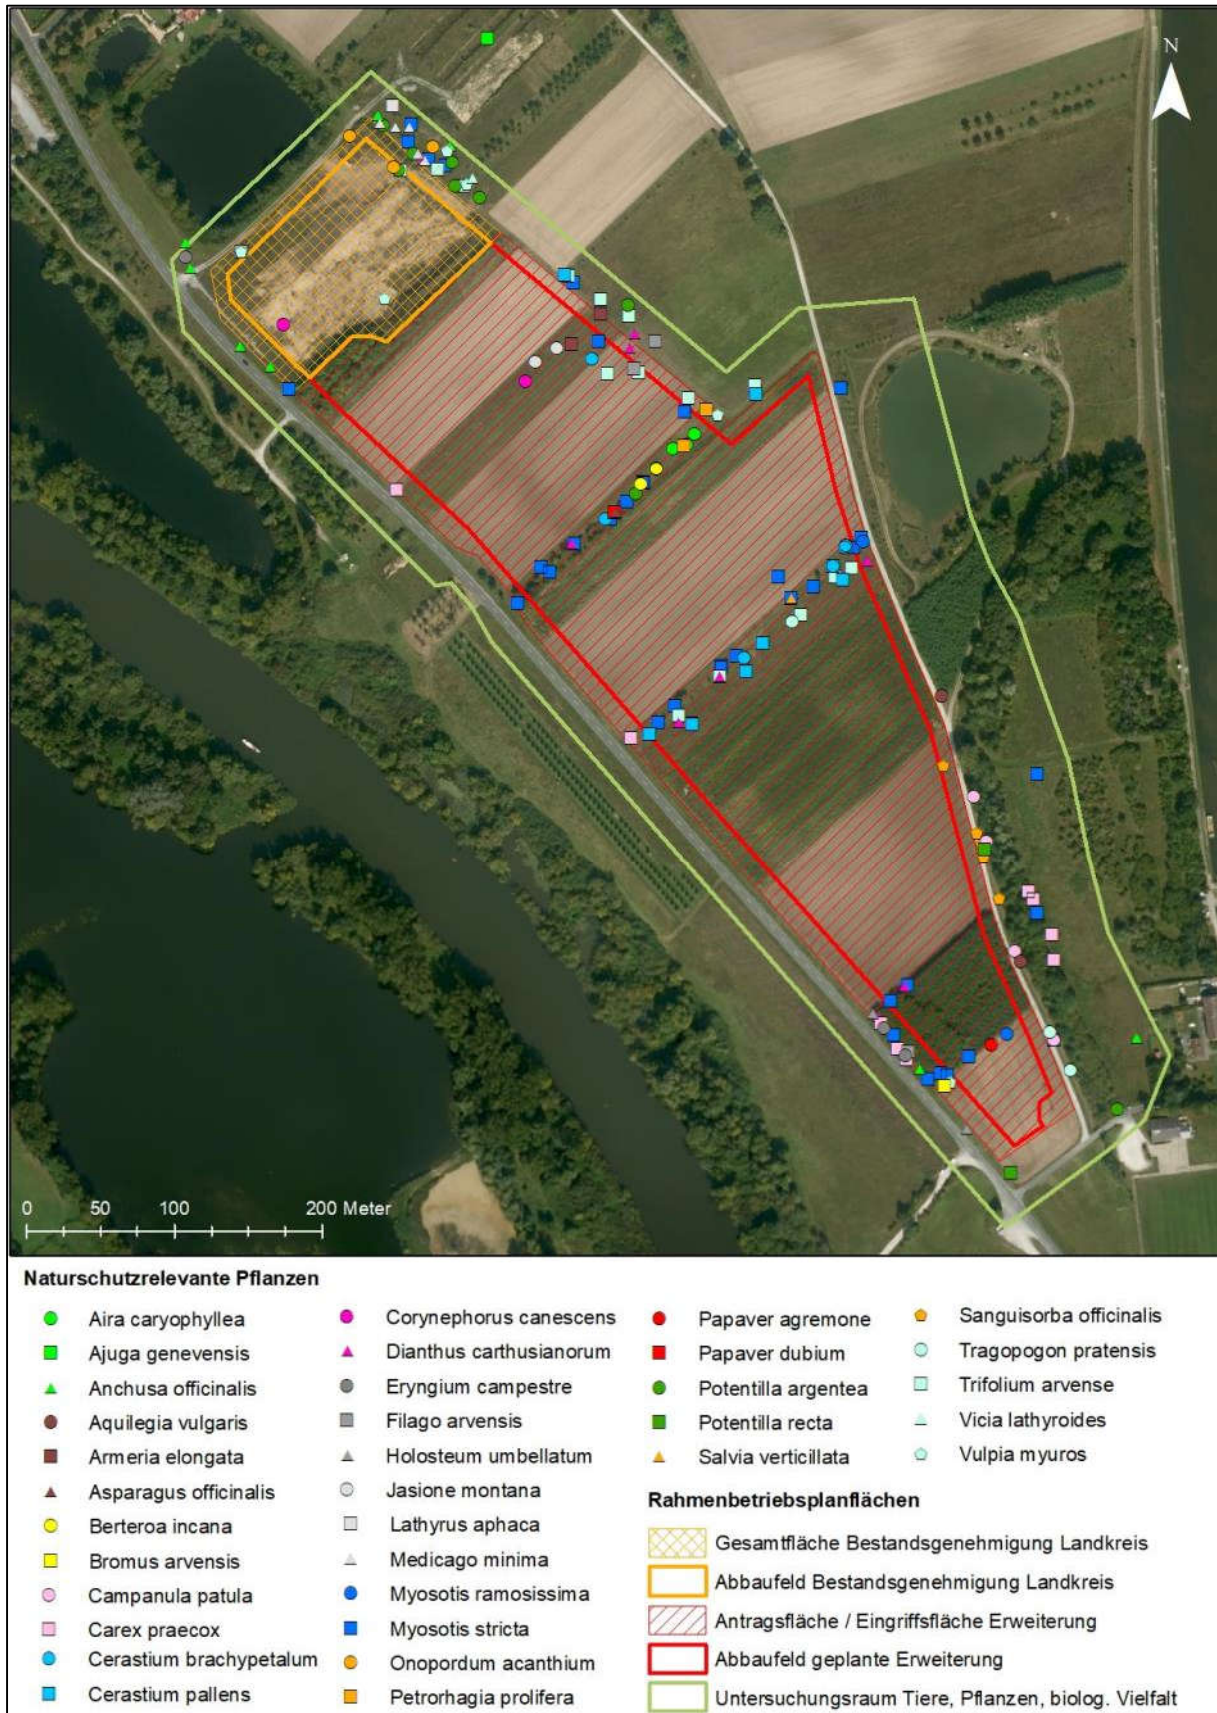 N
0 50 100 200 Meter
Naturschutzrelevante Pflanzen
Aira caryophyllea
Ajuga genevensis
Anchusa officinalis
Aquilegia vulgaris
Armeria elongata
Asparagus officinalis
Berteroa incana
Bromus arvensis
Campanula patula
Carex praecox
Cerastium brachypetalum
Cerastium pallens
Corynephorus canescens
Dianthus carthusianorum
Eryngium campestre
Filago arvensis
Holosteum umbellatum
Jasione montana
Lathyrus aphaca
Medicago minima
Myosotis ramosissima
Myosotis stricta
Onopordum acanthium
Petrorhagia prolifera
Papaver agremone
Papaver dubium
Potentilla argentea
Potentilla recta
Salvia verticillata
Sanguisorba officinalis
Tragopogon pratensis
Trifolium arvense
Vicia lathyroides
Vulpia myuros
Rahmenbetriebsplanflächen
Gesamtfläche Bestandsgenehmigung Landkreis
Abbaufeld Bestandsgenehmigung Landkreis
Antragsfläche / Eingriffsfläche Erweiterung
Abbaufeld geplante Erweiterung
Untersuchungsraum Tiere, Pflanzen, biolog. Vielfalt